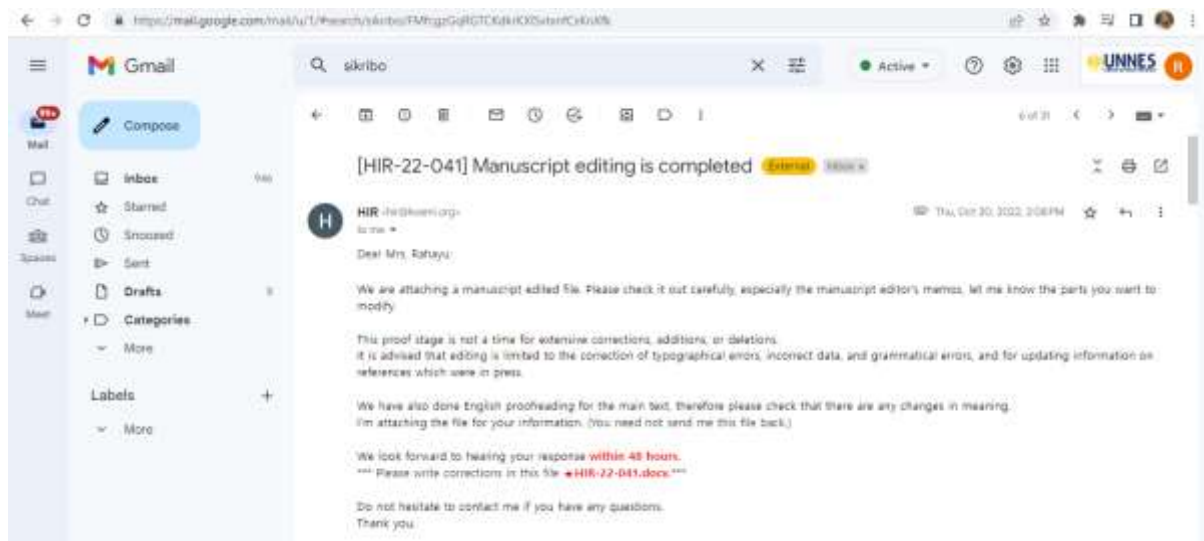 Gmail
sikribo
Active
UNNES
R
99+
Mail
Compose
6 of 31
Chat
Inbox
[HIR-22-041] Manuscript editing is completed
External
Inbox x
Starred
Snoozed
H
HIR
Thu, Oct 20, 2022, 2:08 PM
to me
Spaces
Sent
Dear Mrs. Rahayu
Meet
Drafts
We are attaching a manuscript edited file. Please check it out carefully, especially the manuscript editor's memos, let me know the parts you want to
modify.
Categories
More
This proof stage is not a time for extensive corrections, additions, or deletions.
It is advised that editing is limited to the correction of typographical errors, incorrect data, and grammatical errors, and for updating information on
references which were in press.
Labels +
We have also done English proofreading for the main text, therefore please check that there are any changes in meaning.
I'm attaching the file for your information. (You need not send me this file back.)
More
We look forward to hearing your response within 48 hours.
*** Please write corrections in this file ★HIR-22-041.docx.***
Do not hesitate to contact me if you have any questions.
Thank you.